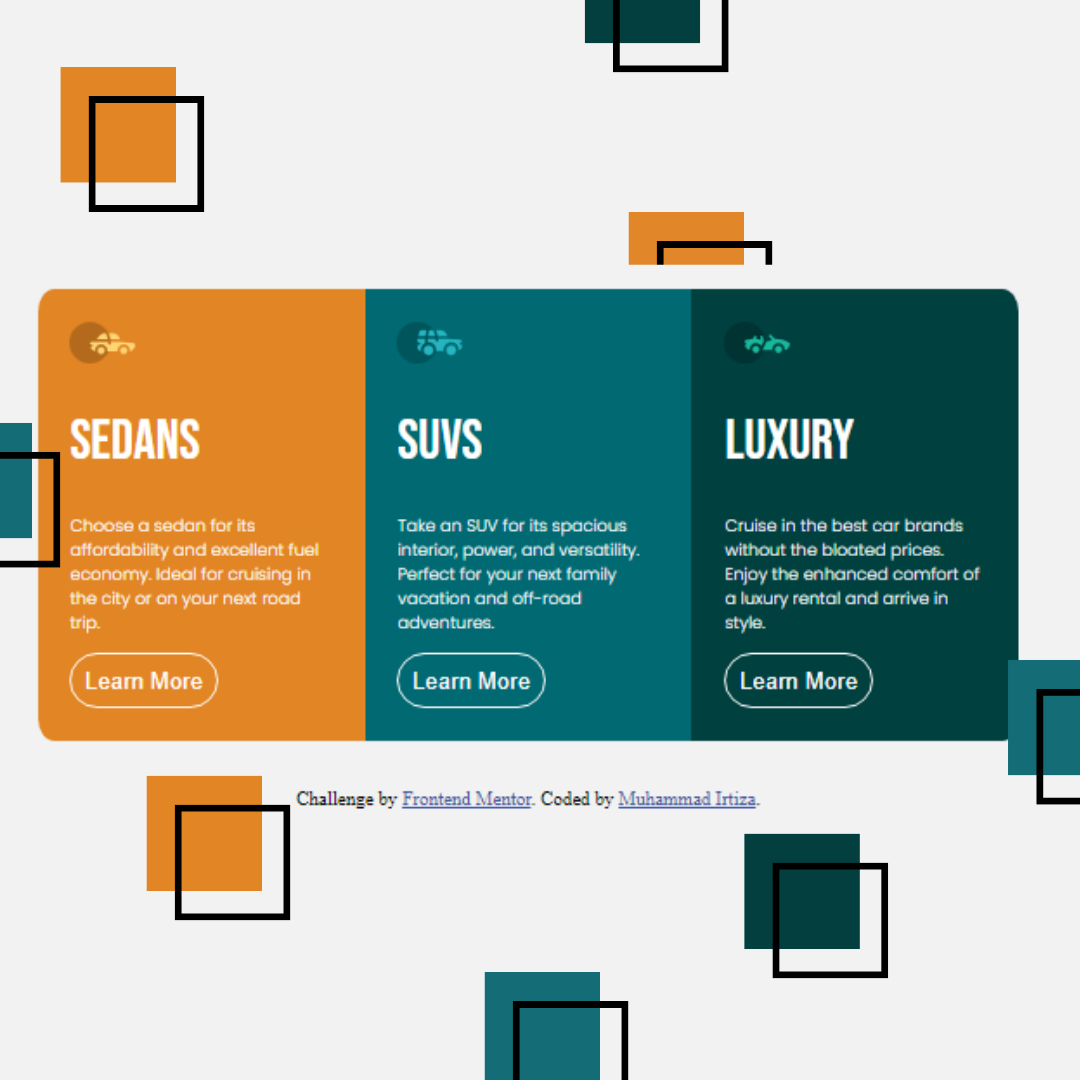 SEDANS
Choose a sedan for its
affordability and excellent fuel
economy. Ideal for cruising in
the city or on your next road
trip.
Learn More
SUVS
Take an SUV for its spacious
interior, power, and versatility.
Perfect for your next family
vacation and off-road
adventures.
Learn More
LUXURY
Cruise in the best car brands
without the bloated prices.
Enjoy the enhanced comfort of
a luxury rental and arrive in
style.
Learn More
Challenge by Frontend Mentor. Coded by Muhammad Irtiza.